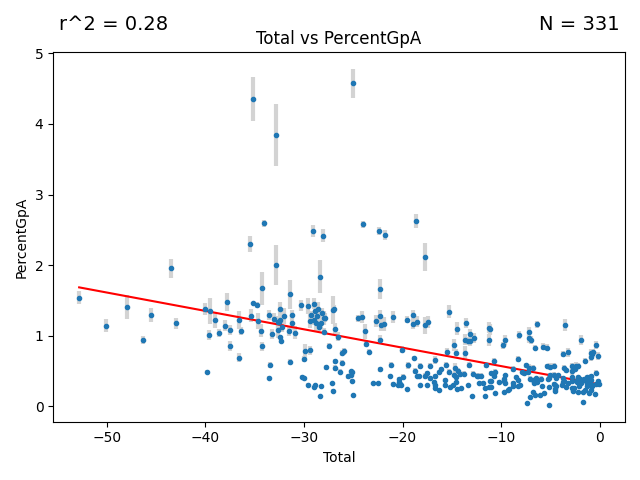 r^2 = 0.28
N = 331
Total vs PercentGpA
5
4
3
2
1
0
PercentGpA
−50
−40
−30
−20
−10
0
Total